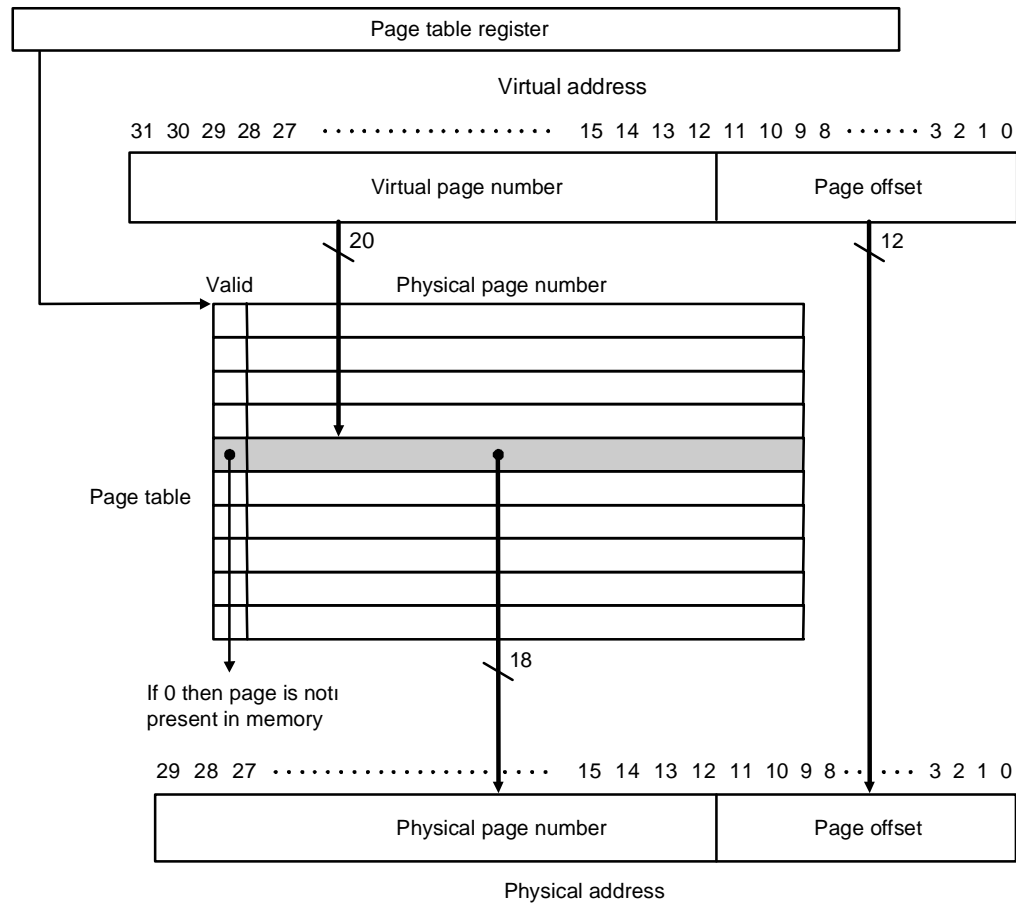 Page table register
Virtual address
31 30 29 28 27 ................... 15 14 13 12 11 10 9 8 ...... 3 2 1 0
Virtual page number Page offset
20 12
Valid Physical page number
Page table
18
If 0 then page is notı
present in memory
29 28 27 ....................... 15 14 13 12 11 10 9 8 ...... 3 2 1 0
Physical page number Page offset
Physical address